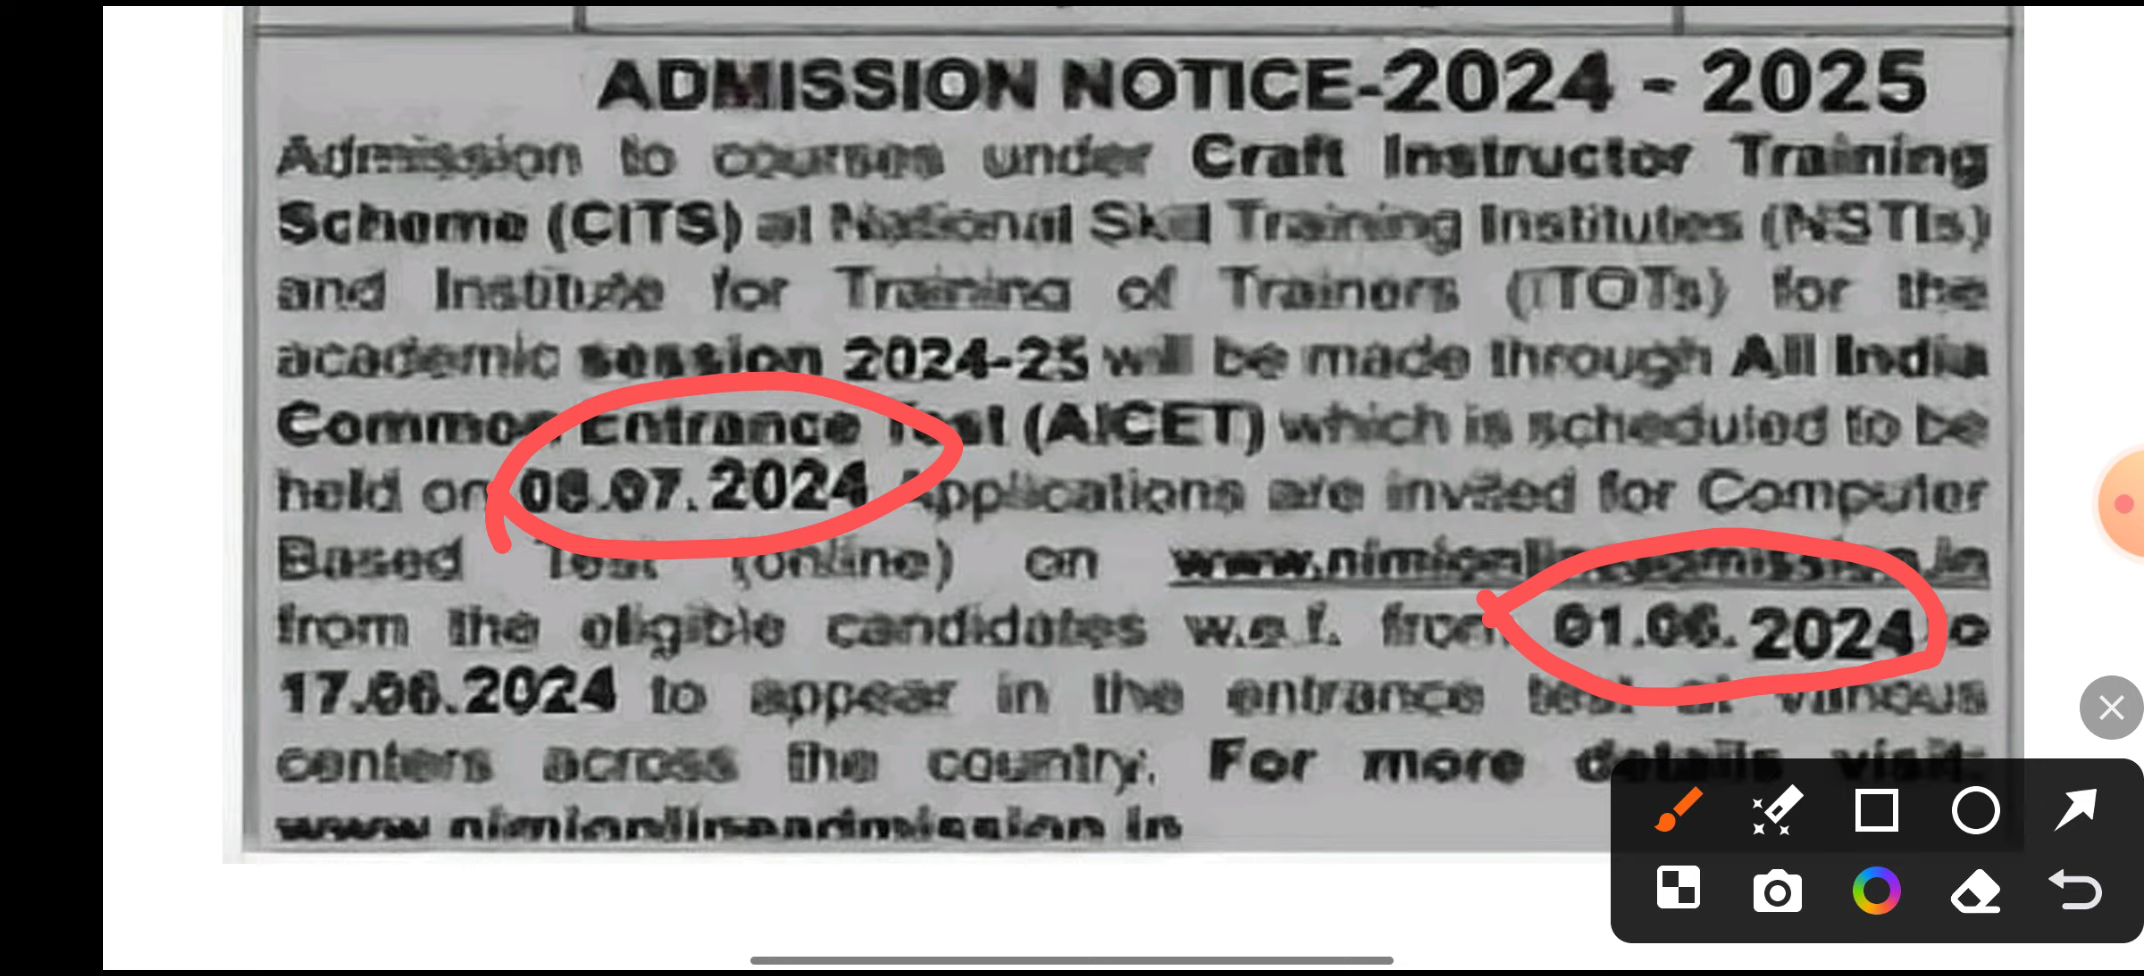 ADMISSION NOTICE-2024 - 2025
Admission to courses under Craft Instructor Training
Scheme (CITS) at National Skill Training Institutes (NSTIs)
and Institute for Training of Trainers (ITOTs) for the
academic session 2024-25 will be made through All India
Common Entrance Test (AICET) which is scheduled to be
held on 06.07.2024 Applications are invited for Computer
Based Test (online) on
from the eligible candidates w.e.f. from 01.06.2024 to
17.06.2024 to appear in the entrance test at various
centers across the country. For more details visit:
www.nimionlineadmission.in